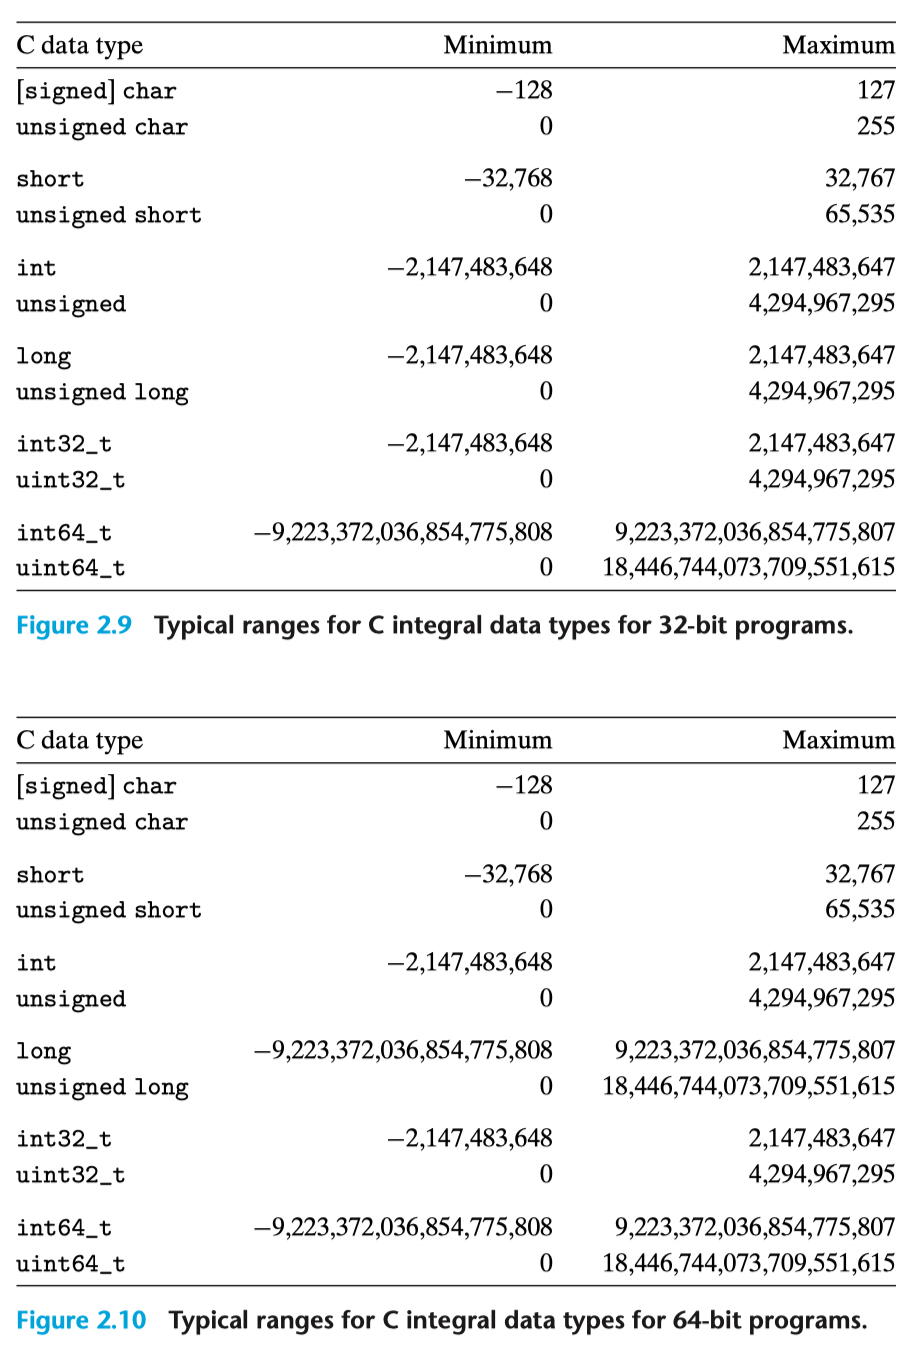 C data type Minimum Maximum
[signed] char −128 127
unsigned char 0 255
short −32,768 32,767
unsigned short 0 65,535
int −2,147,483,648 2,147,483,647
unsigned 0 4,294,967,295
long −2,147,483,648 2,147,483,647
unsigned long 0 4,294,967,295
int32_t −2,147,483,648 2,147,483,647
uint32_t 0 4,294,967,295
int64_t −9,223,372,036,854,775,808 9,223,372,036,854,775,807
uint64_t 0 18,446,744,073,709,551,615
Figure 2.9 Typical ranges for C integral data types for 32-bit programs.
C data type Minimum Maximum
[signed] char −128 127
unsigned char 0 255
short −32,768 32,767
unsigned short 0 65,535
int −2,147,483,648 2,147,483,647
unsigned 0 4,294,967,295
long −9,223,372,036,854,775,808 9,223,372,036,854,775,807
unsigned long 0 18,446,744,073,709,551,615
int32_t −2,147,483,648 2,147,483,647
uint32_t 0 4,294,967,295
int64_t −9,223,372,036,854,775,808 9,223,372,036,854,775,807
uint64_t 0 18,446,744,073,709,551,615
Figure 2.10 Typical ranges for C integral data types for 64-bit programs.